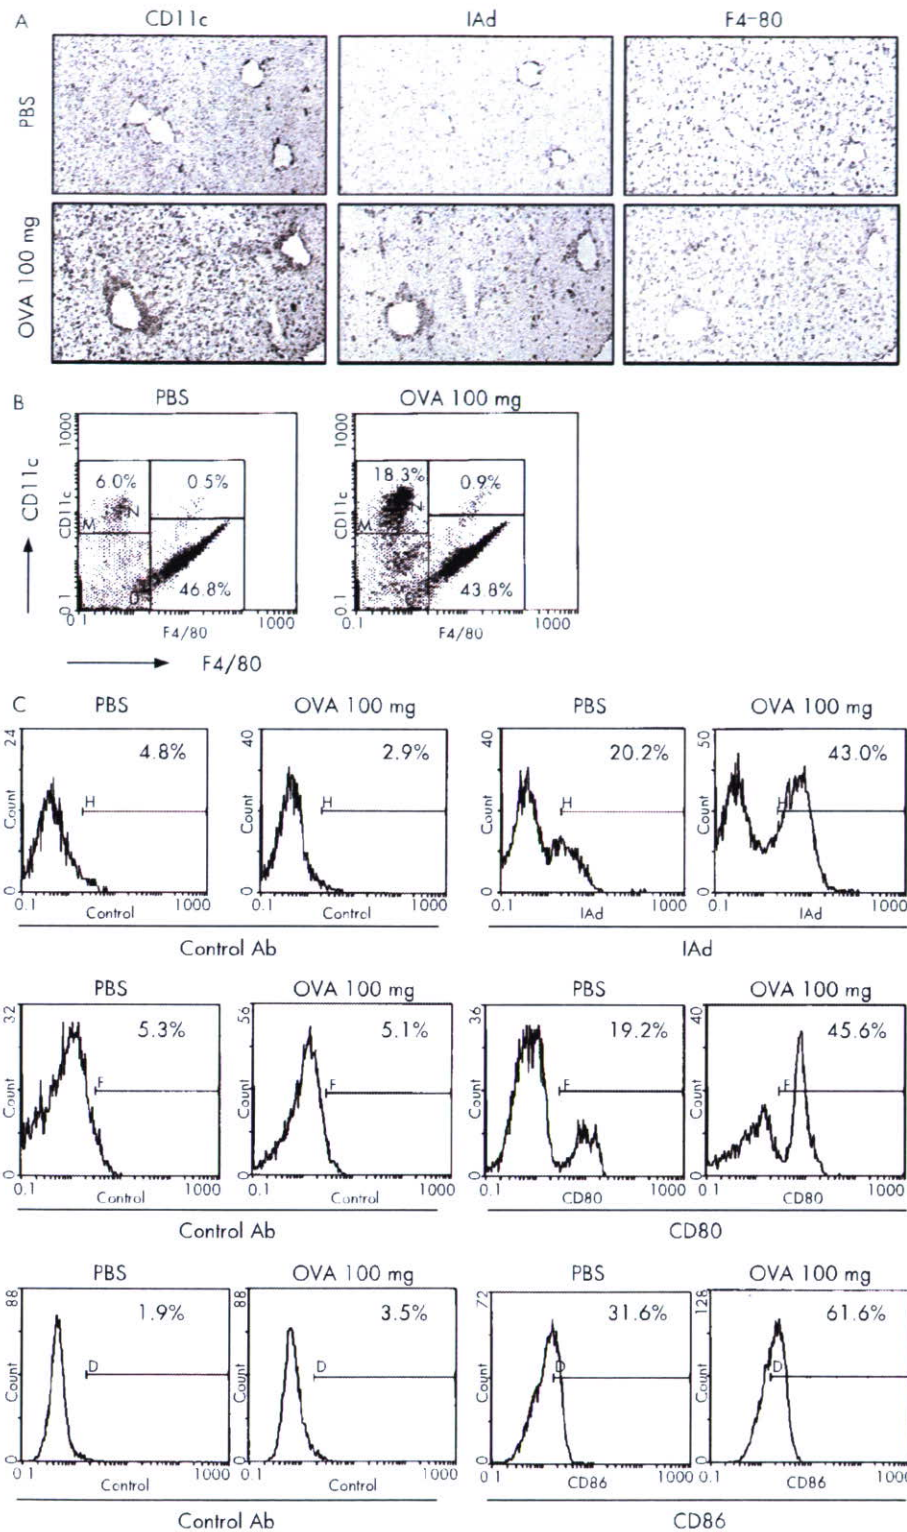 A
CD11c IAd F4-80
PBS
OVA 100 mg
B
PBS OVA 100 mg
CD11c
1000 1000
CD11c CD11c
6.0% 0.5% 18.3% 0.9%
M N M N
46.8% 43.8%
0.1 0.1
0.1 1000 0.1 1000
F4/80 F4/80
F4/80
C
PBS OVA 100 mg PBS OVA 100 mg
24 40 40 50
4.8% 2.9% 20.2% 43.0%
H H H H
Count Count Count Count
0 0 0 0
0.1 1000 0.1 1000 0.1 1000 0.1 1000
Control Control IAd IAd
Control Ab IAd
PBS OVA 100 mg PBS OVA 100 mg
32 56 36 40
5.3% 5.1% 19.2% 45.6%
F F F F
Count Count Count Count
0 0 0 0
0.1 1000 0.1 1000 0.1 1000 0.1 1000
Control Control CD80 CD80
Control Ab CD80
PBS OVA 100 mg PBS OVA 100 mg
88 88 72 128
1.9% 3.5% 31.6% 61.6%
D D D D
Count Count Count Count
0 0 0 0
0 1 1000 0.1 1000 0.1 1000 0.1 1000
Control Control CD86 CD86
Control Ab CD86